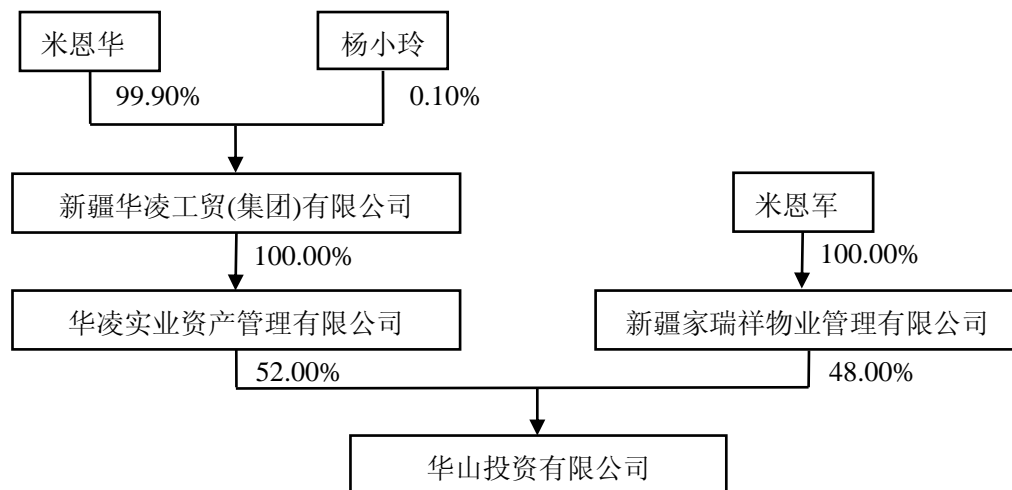 米恩华
杨小玲
99.90%
0.10%
新疆华凌工贸(集团)有限公司
米恩军
100.00%
100.00%
华凌实业资产管理有限公司
新疆家瑞祥物业管理有限公司
52.00%
48.00%
华山投资有限公司